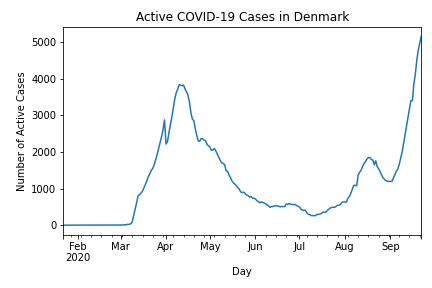 Active COVID-19 Cases in Denmark
Number of Active Cases
5000
4000
3000
2000
1000
0
Feb Mar Apr May Jun Jul Aug Sep
2020
Day